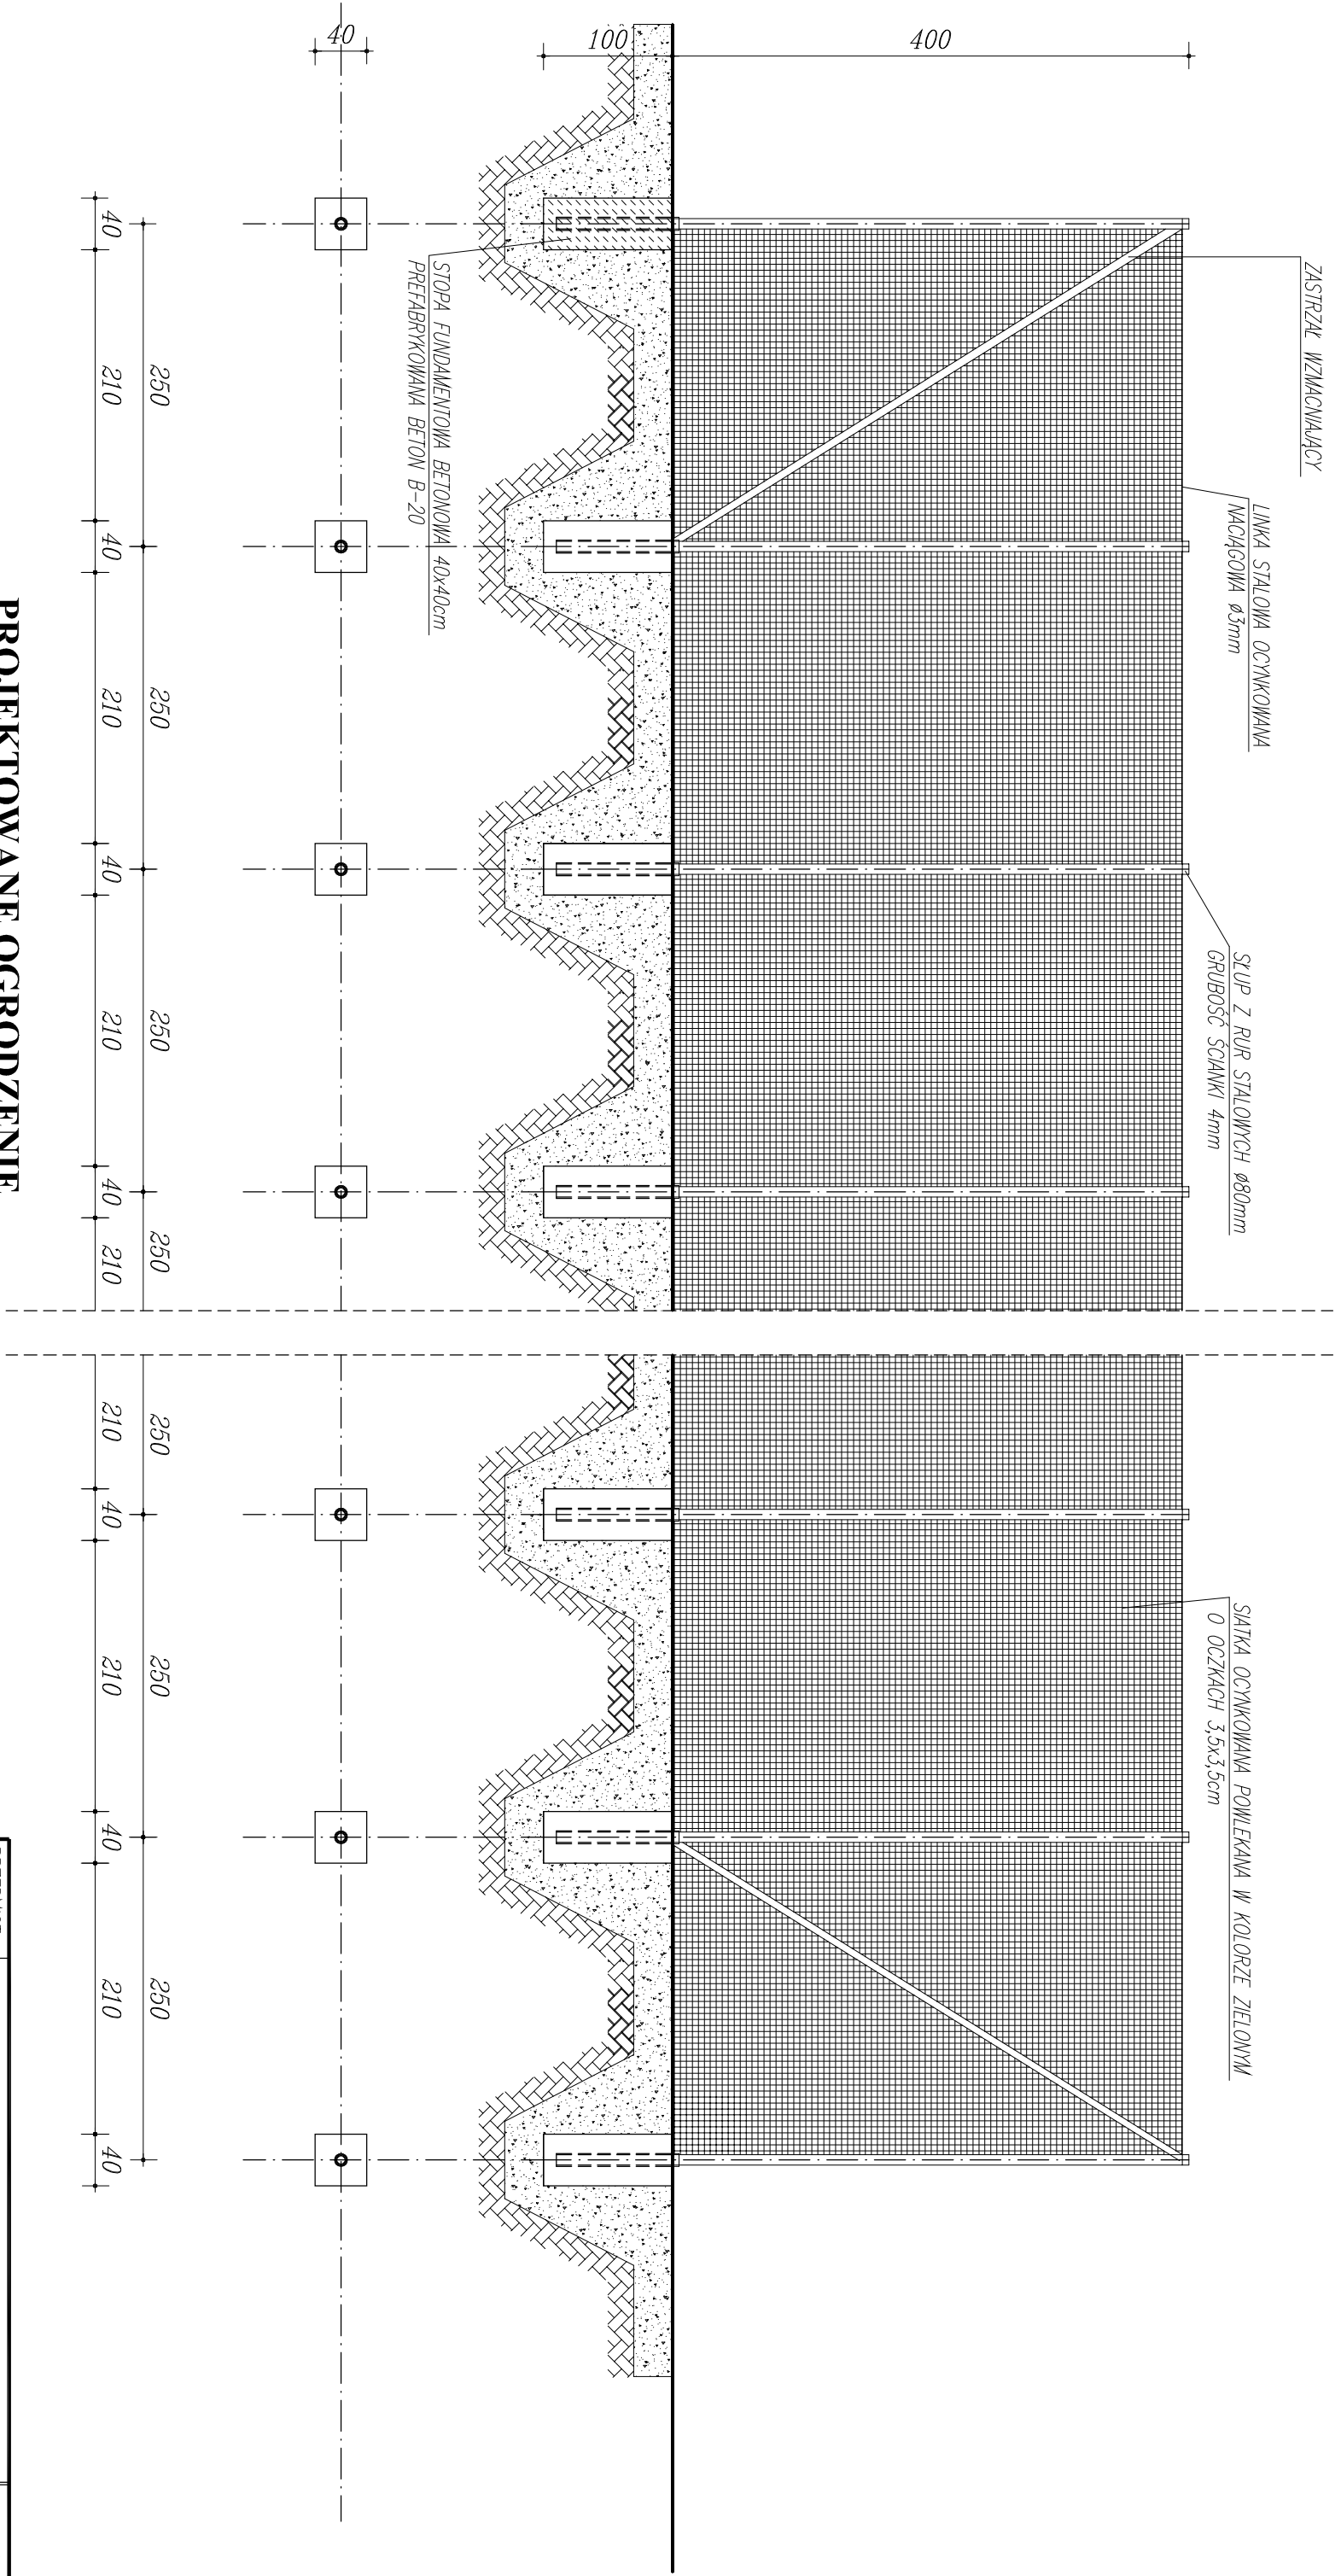 ZASTRZAŁ WZMACNIAJĄCY
LINKA STALOWA OCYNKOWANA
NACIĄGOWA ø3mm
SŁUP Z RUR STALOWYCH ø80mm
GRUBOŚĆ ŚCIANKI 4mm
SIATKA OCYNKOWANA POWLEKANA W KOLORZE ZIELONYM
O OCZKACH 3,5x3,5cm
400
100
40
STOPA FUNDAMENTOWA BETONOWA 40x40cm
PREFABRYKOWANA BETON B-20
250 250 250 250 250 250 250
40 210 40 210 40 210 40 210 210 40 210 40 210 40
PROJEKTOWANE OGRODZENIE